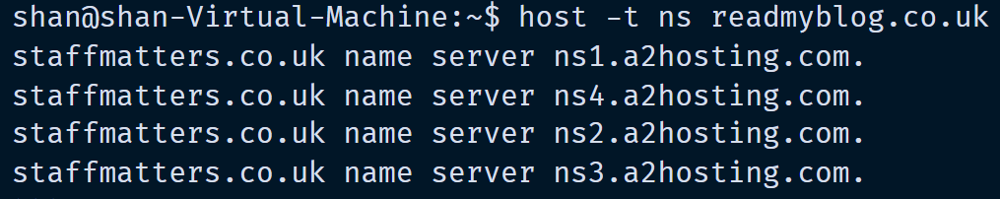 shan@shan-Virtual-Machine:~$ host -t ns readmyblog.co.uk
staffmatters.co.uk name server ns1.a2hosting.com.
staffmatters.co.uk name server ns4.a2hosting.com.
staffmatters.co.uk name server ns2.a2hosting.com.
staffmatters.co.uk name server ns3.a2hosting.com.